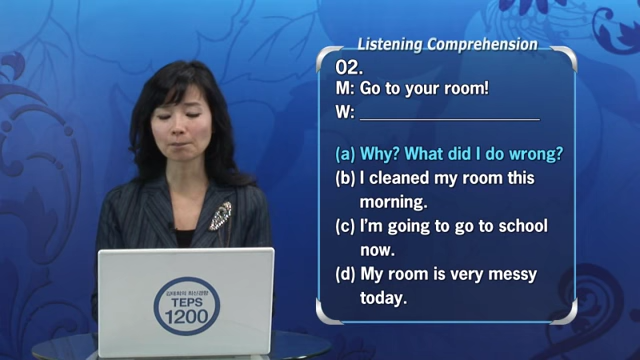 Listening Comprehension
02.
M: Go to your room!
W: ____________________
(a) Why? What did I do wrong?
(b) I cleaned my room this
morning.
(c) I'm going to go to school
now.
(d) My room is very messy
today.
TEPS
1200